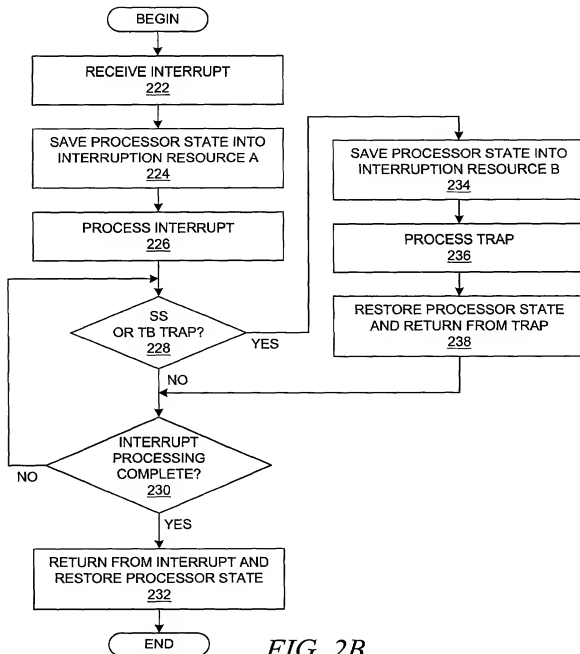 BEGIN
RECEIVE INTERRUPT
222
SAVE PROCESSOR STATE INTO
INTERRUPTION RESOURCE A
224
PROCESS INTERRUPT
226
SS
OR TB TRAP?
228
YES
NO
SAVE PROCESSOR STATE INTO
INTERRUPTION RESOURCE B
234
PROCESS TRAP
236
RESTORE PROCESSOR STATE
AND RETURN FROM TRAP
238
INTERRUPT
PROCESSING
COMPLETE?
230
NO
YES
RETURN FROM INTERRUPT AND
RESTORE PROCESSOR STATE
232
END
FIG. 2B